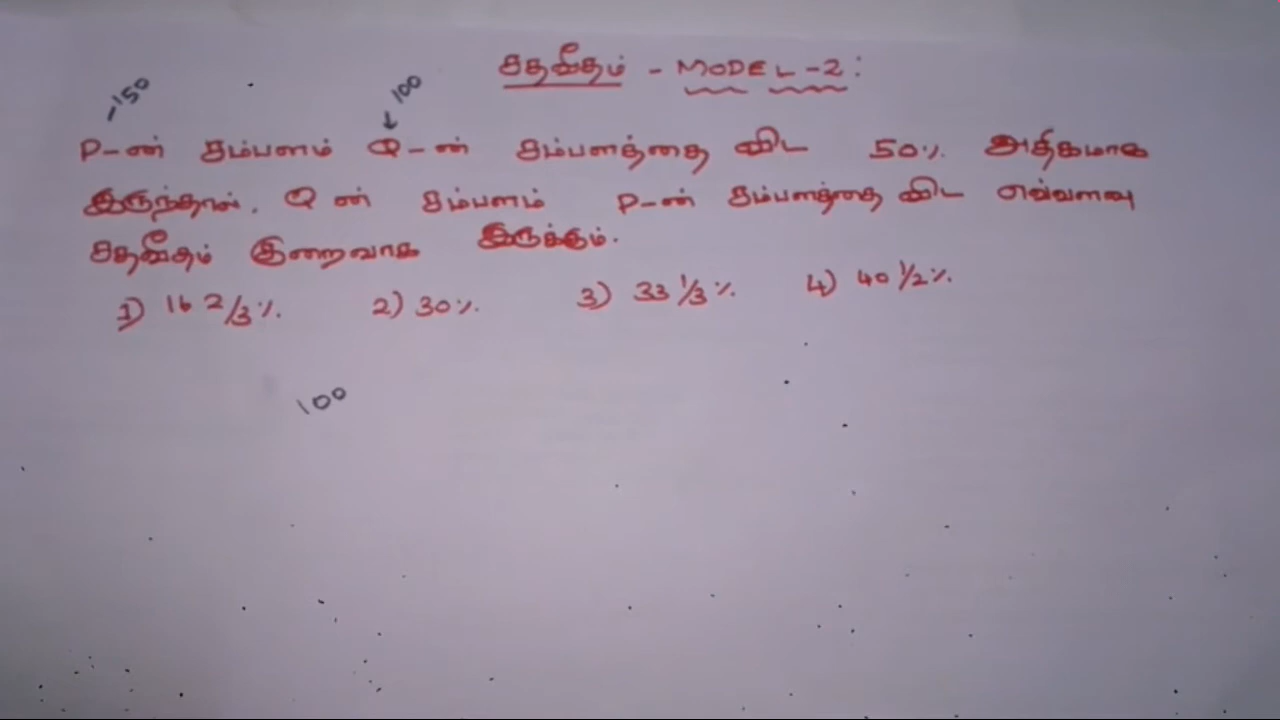 சதவீதம் - MODEL-2:
-150
100
P-ன் சம்பளம் Q-ன் சம்பளத்தை விட 50% அதிகமாக
இருந்தால். Q ன் சம்பளம் P-ன் சம்பளத்தை விட எவ்வளவு
சதவீதம் குறைவாக இருக்கும்.
1) 16 2/3% 2) 30% 3) 33 1/3% 4) 40 1/2%
100